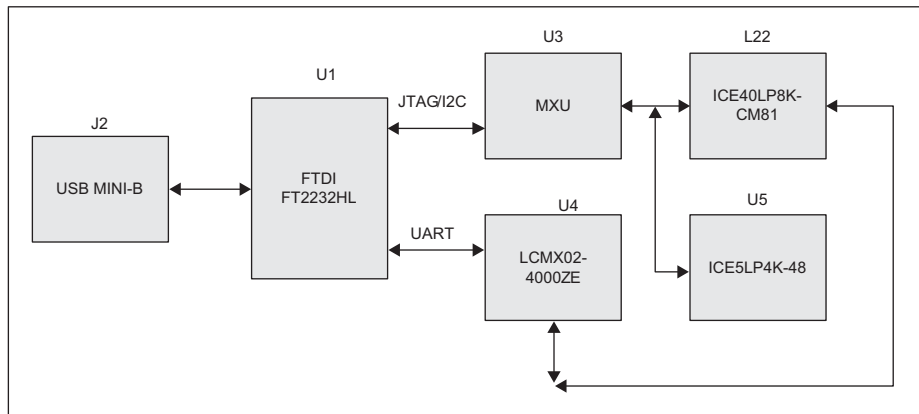 U3
L22
U1
JTAG/I2C
MXU
ICE40LP8K-
CM81
J2
USB MINI-B
FTDI
FT2232HL
U4
U5
UART
LCMX02-
4000ZE
ICE5LP4K-48